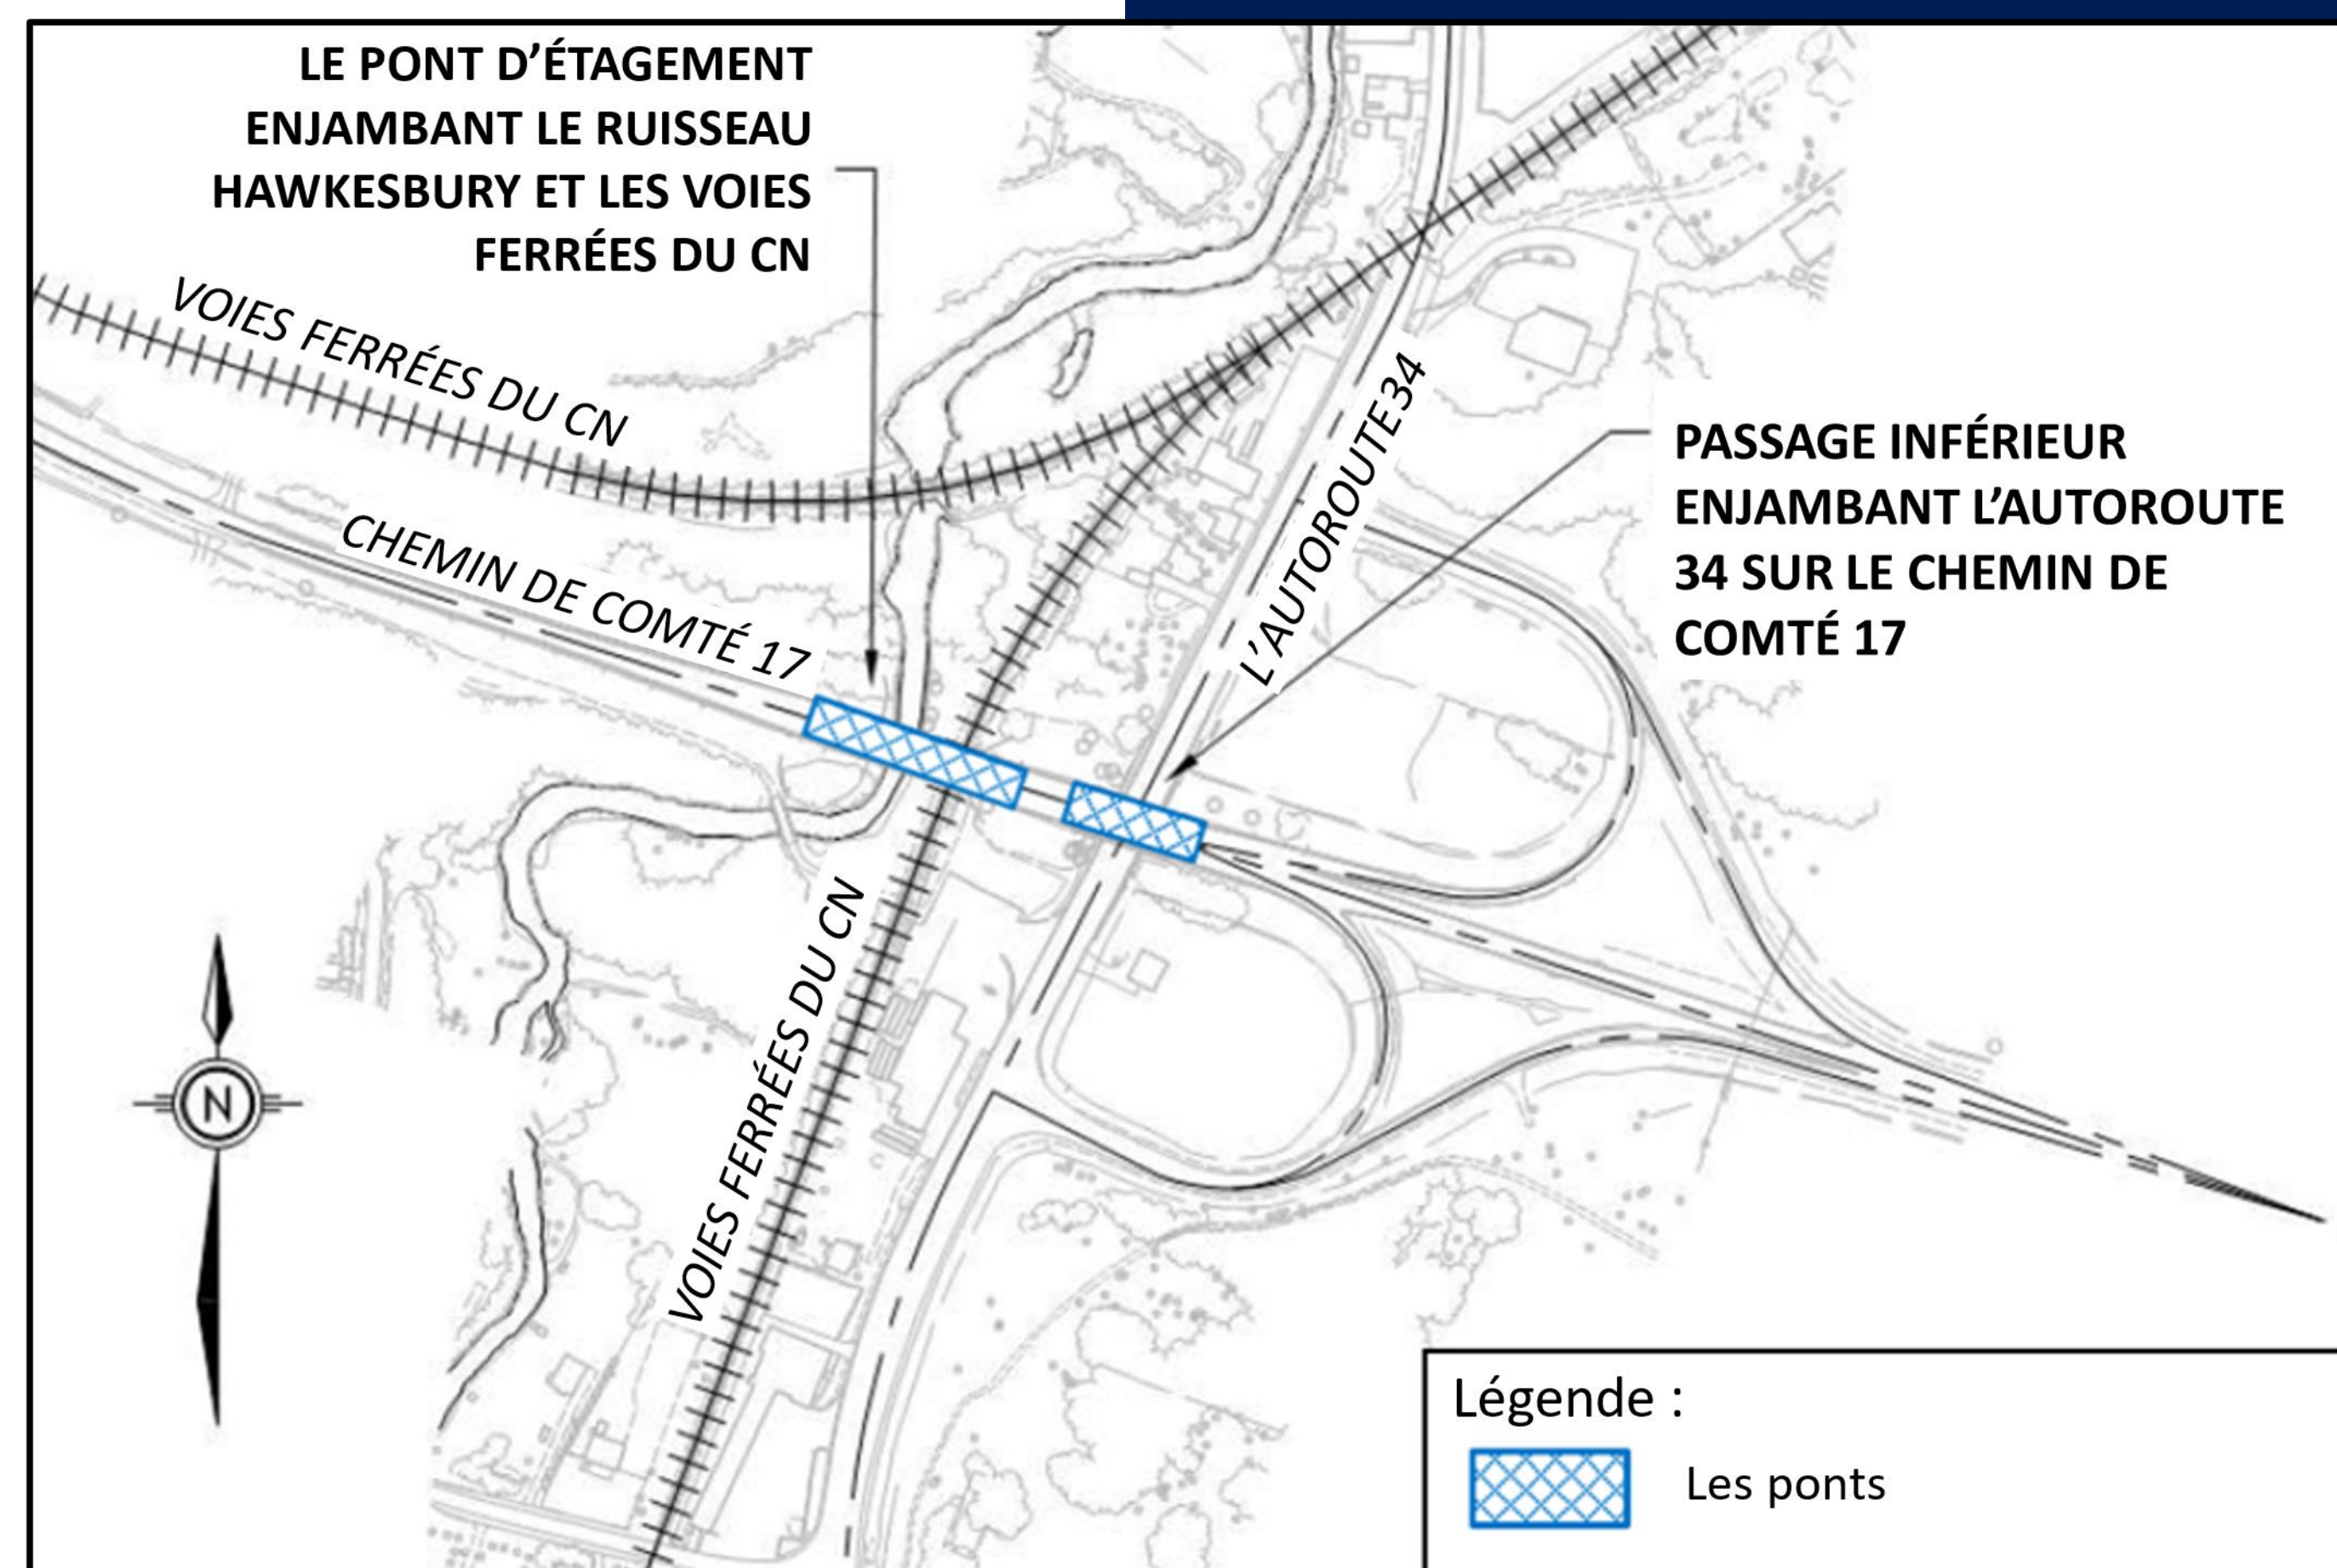 LE PONT D'ÉTAGEMENT
ENJAMBANT LE RUISSEAU
HAWKESBURY ET LES VOIES
FERRÉES DU CN
VOIES FERRÉES DU CN
CHEMIN DE COMTÉ 17
L'AUTOROUTE34
PASSAGE INFÉRIEUR
ENJAMBANT L'AUTOROUTE
34 SUR LE CHEMIN DE
COMTÉ 17
VOIES FERRÉES DU CN
N
Légende :
Les ponts